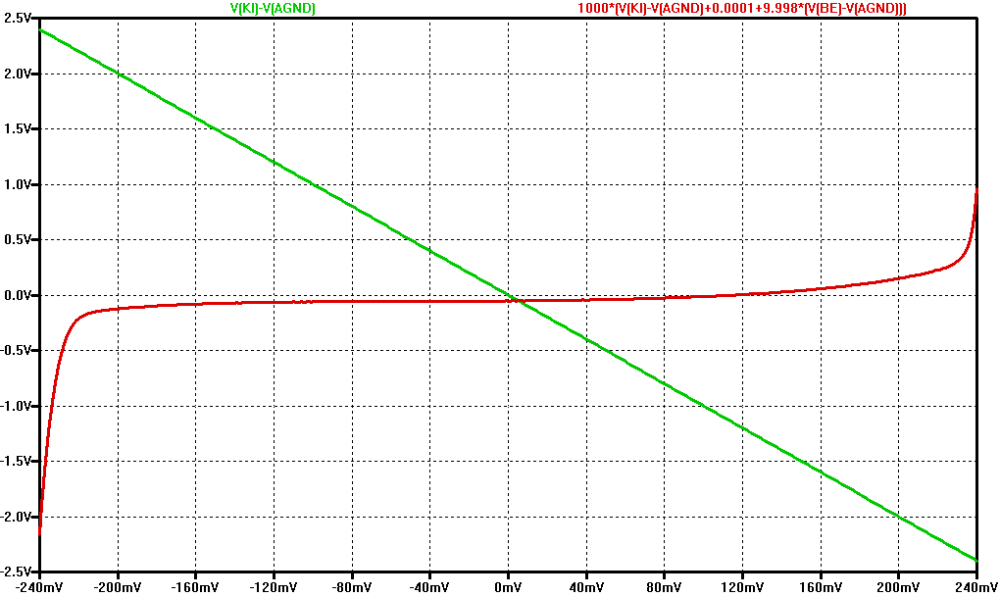 V(KI)-V(AGND) 1000*(V(KI)-V(AGND)+0.0001+9.998*(V(BE)-V(AGND)))
2.5V
2.0V
1.5V
1.0V
0.5V
0.0V
-0.5V
-1.0V
-1.5V
-2.0V
-2.5V
-240mV -200mV -160mV -120mV -80mV -40mV 0mV 40mV 80mV 120mV 160mV 200mV 240mV